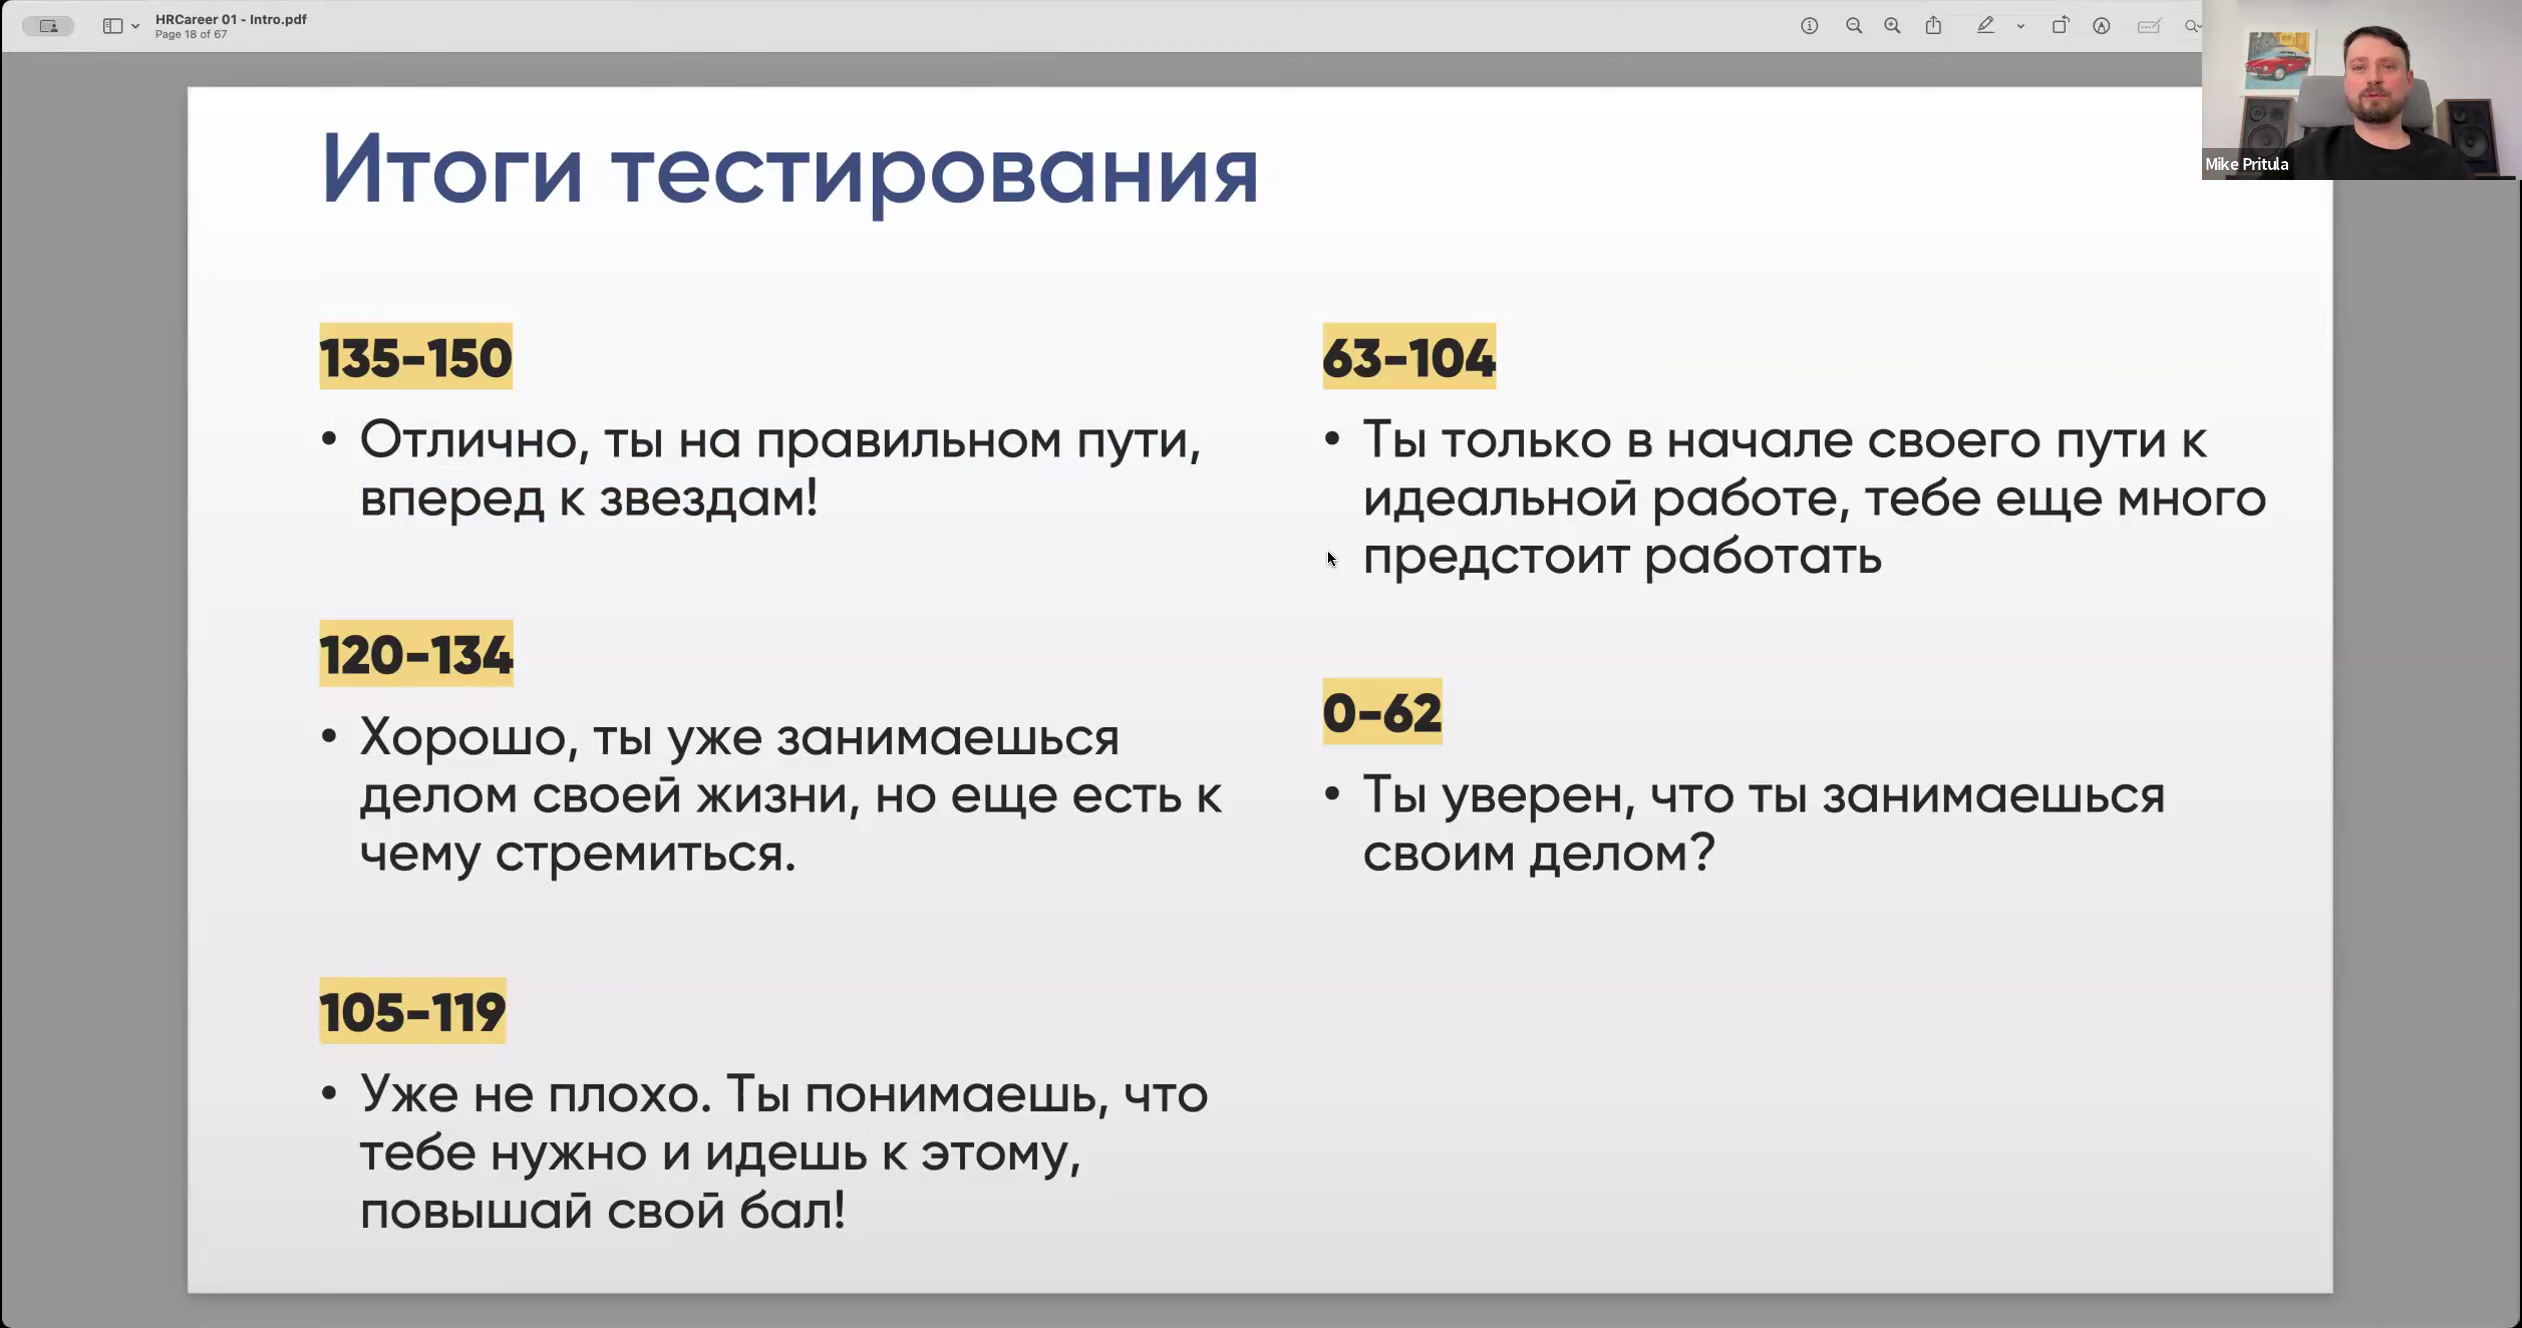 HRCareer 01 - Intro.pdf
Page 18 of 67
Mike Pritula
Итоги тестирования
135-150
• Отлично, ты на правильном пути,
вперед к звездам!
120-134
• Хорошо, ты уже занимаешься
делом своей жизни, но еще есть к
чему стремиться.
105-119
• Уже не плохо. Ты понимаешь, что
тебе нужно и идешь к этому,
повышай свой бал!
63-104
• Ты только в начале своего пути к
идеальной работе, тебе еще много
предстоит работать
0-62
• Ты уверен, что ты занимаешься
своим делом?